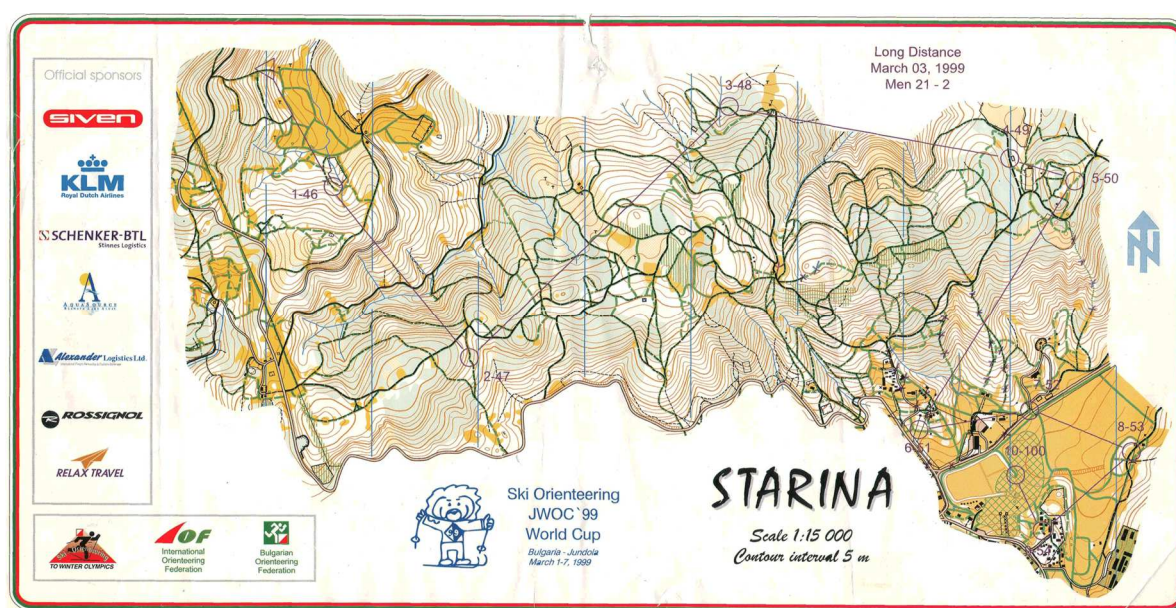 Official sponsors
SIVEN
KLM
Royal Dutch Airlines
SCHENKER-BTL
Stinnes Logistics
AQUASOURCE
Alexander Logistics Ltd.
ROSSIGNOL
RELAX TRAVEL
TO WINTER OLYMPICS
IOF
International
Orienteering
Federation
Bulgarian
Orienteering
Federation
Long Distance
March 03, 1999
Men 21 - 2
3-48
4-49
5-50
1-46
2-47
6-51
8-53
10-100
N
Ski Orienteering
JWOC`99
World Cup
Bulgaria - Jundola
March 1-7, 1999
STARINA
Scale 1:15 000
Contour interval 5 m